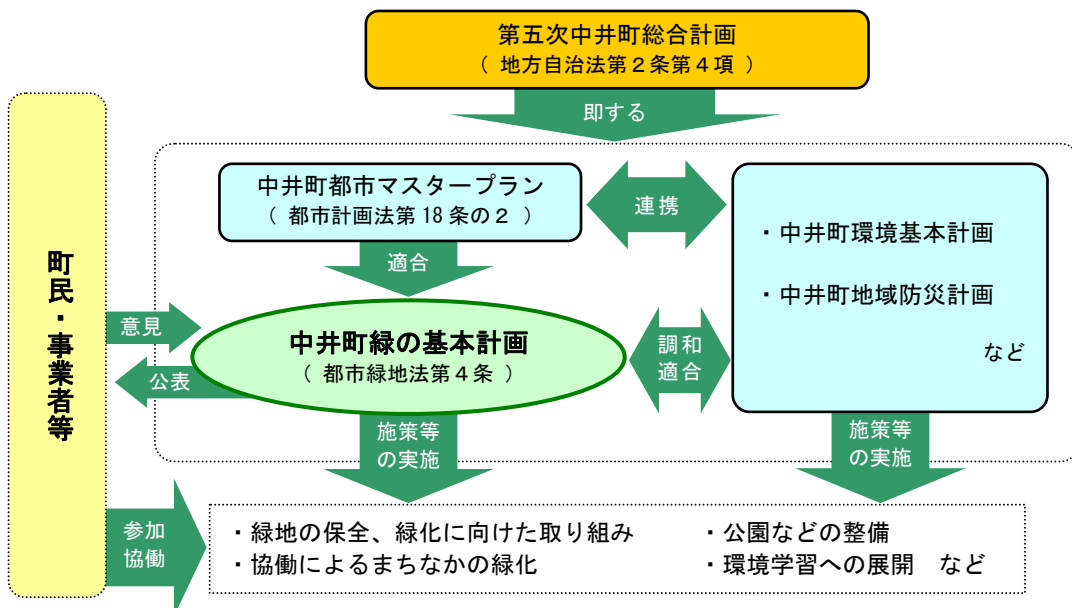 第五次中井町総合計画
（ 地方自治法第２条第４項 ）
即する
中井町都市マスタープラン
（ 都市計画法第 18 条の２ ）
連携
・中井町環境基本計画
・中井町地域防災計画
など
適合
町民・事業者等
意見
公表
中井町緑の基本計画
（ 都市緑地法第４条 ）
調和
適合
施策等
の実施
施策等
の実施
参加
協働
・緑地の保全、緑化に向けた取り組み
・協働によるまちなかの緑化
・公園などの整備
・環境学習への展開　など